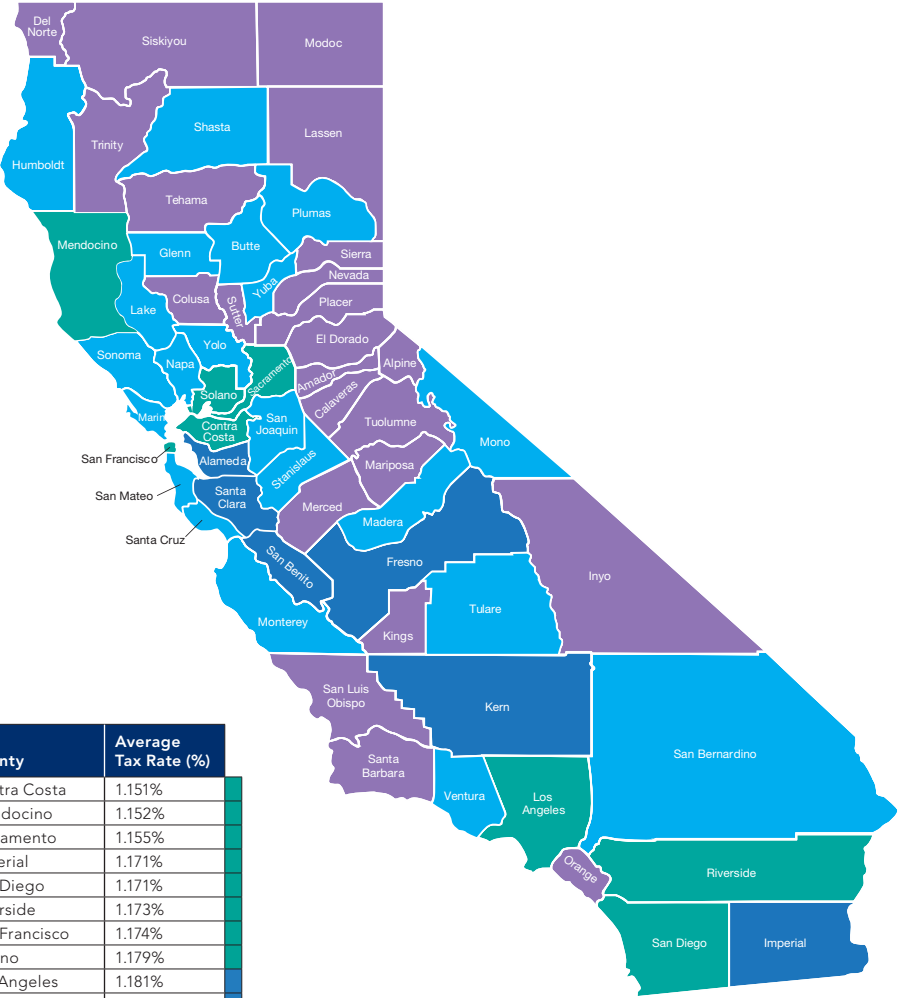 Del
Norte
Siskiyou
Modoc
Shasta
Lassen
Trinity
Humboldt
Tehama
Plumas
Mendocino
Butte
Glenn
Sierra
Nevada
Yuba
Colusa
Sutter
Placer
Lake
El Dorado
Yolo
Sonoma
Napa
Sacramento
Alpine
Amador
Solano
Calaveras
Marin
Contra
Costa
San
Joaquin
Tuolumne
Mono
San Francisco
Alameda
Stanislaus
Mariposa
San Mateo
Santa
Clara
Merced
Madera
Santa Cruz
San Benito
Fresno
Inyo
Tulare
Monterey
Kings
San Luis
Obispo
Kern
Santa
Barbara
San Bernardino
Ventura
Los
Angeles
Orange
Riverside
San Diego
Imperial
nty
Average
Tax Rate (%)
tra Costa 1.151%
docino 1.152%
amento 1.155%
erial 1.171%
Diego 1.171%
rside 1.173%
Francisco 1.174%
no 1.179%
Angeles 1.181%